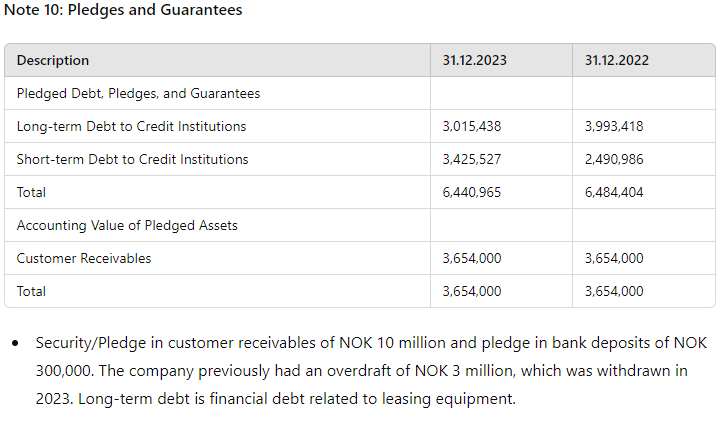 Note 10: Pledges and Guarantees
Description 31.12.2023 31.12.2022
Pledged Debt, Pledges, and Guarantees
Long-term Debt to Credit Institutions 3,015,438 3,993,418
Short-term Debt to Credit Institutions 3,425,527 2,490,986
Total 6,440,965 6,484,404
Accounting Value of Pledged Assets
Customer Receivables 3,654,000 3,654,000
Total 3,654,000 3,654,000
• Security/Pledge in customer receivables of NOK 10 million and pledge in bank deposits of NOK
300,000. The company previously had an overdraft of NOK 3 million, which was withdrawn in
2023. Long-term debt is financial debt related to leasing equipment.